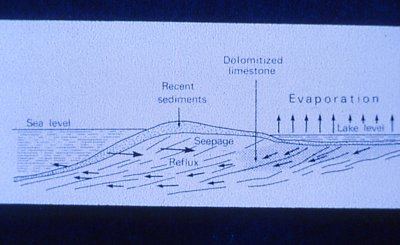 Dolomitized
limestone
Recent
sediments
Evaporation
Sea level
Lake level
Seepage
Reflux